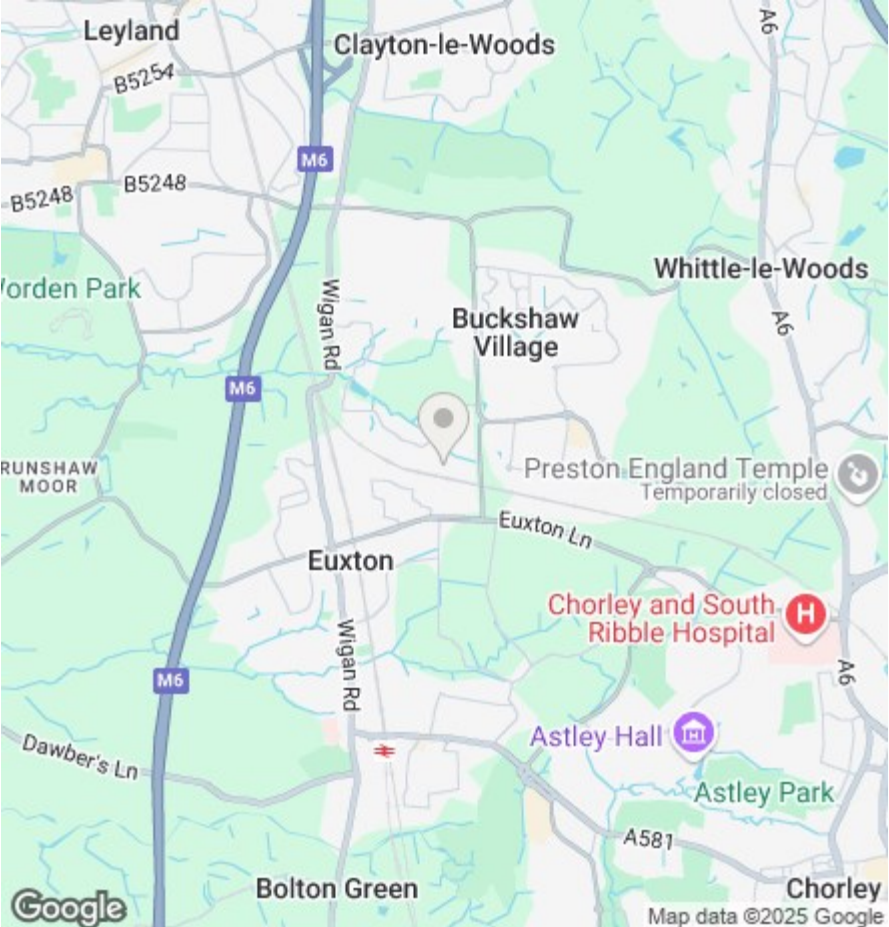 Leyland
A6
Clayton-le-Woods
B5254
M6
B5248
B5248
Whittle-le-Woods
orden Park
Wigan Rd
Buckshaw
Village
A6
M6
RUNSHAW
MOOR
Preston England Temple
Temporarily closed
Euxton Ln
Euxton
Chorley and South
Ribble Hospital
H
Wigan Rd
A6
M6
Astley Hall
Dawber's Ln
Astley Park
A581
Bolton Green
Chorley
Google
Map data ©2025 Google